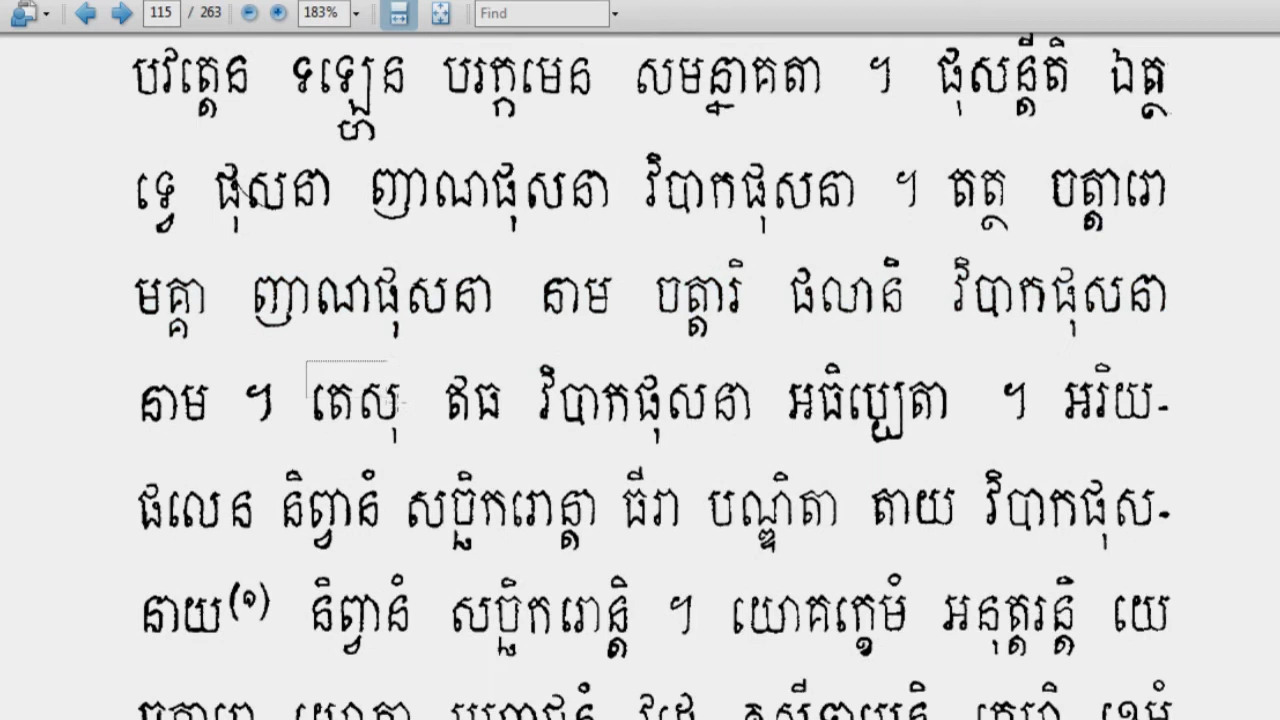 115 / 263 183% Find
បវត្តេន ទឡ្ហេន បរក្កមេន សមន្នាគតា ។ ផុសន្តីតិ ឯត្ថ
ទ្វេ ផុសនា ញាណផុសនា វិបាកផុសនា ។ តត្ថ ចត្តារោ
មគ្គា ញាណផុសនា នាម ចត្តារិ ផលានិ វិបាកផុសនា
នាម ។ តេសុ ឥធ វិបាកផុសនា អធិប្បេតា ។ អរិយ-
ផលេន និព្វានំ សច្ឆិករោន្តា ធីរា បណ្ឌិតា តាយ វិបាកផុស-
នាយ(១) និព្វានំ សច្ឆិករោន្តិ ។ យោគក្ខេមំ អនុត្តរន្តិ យេ